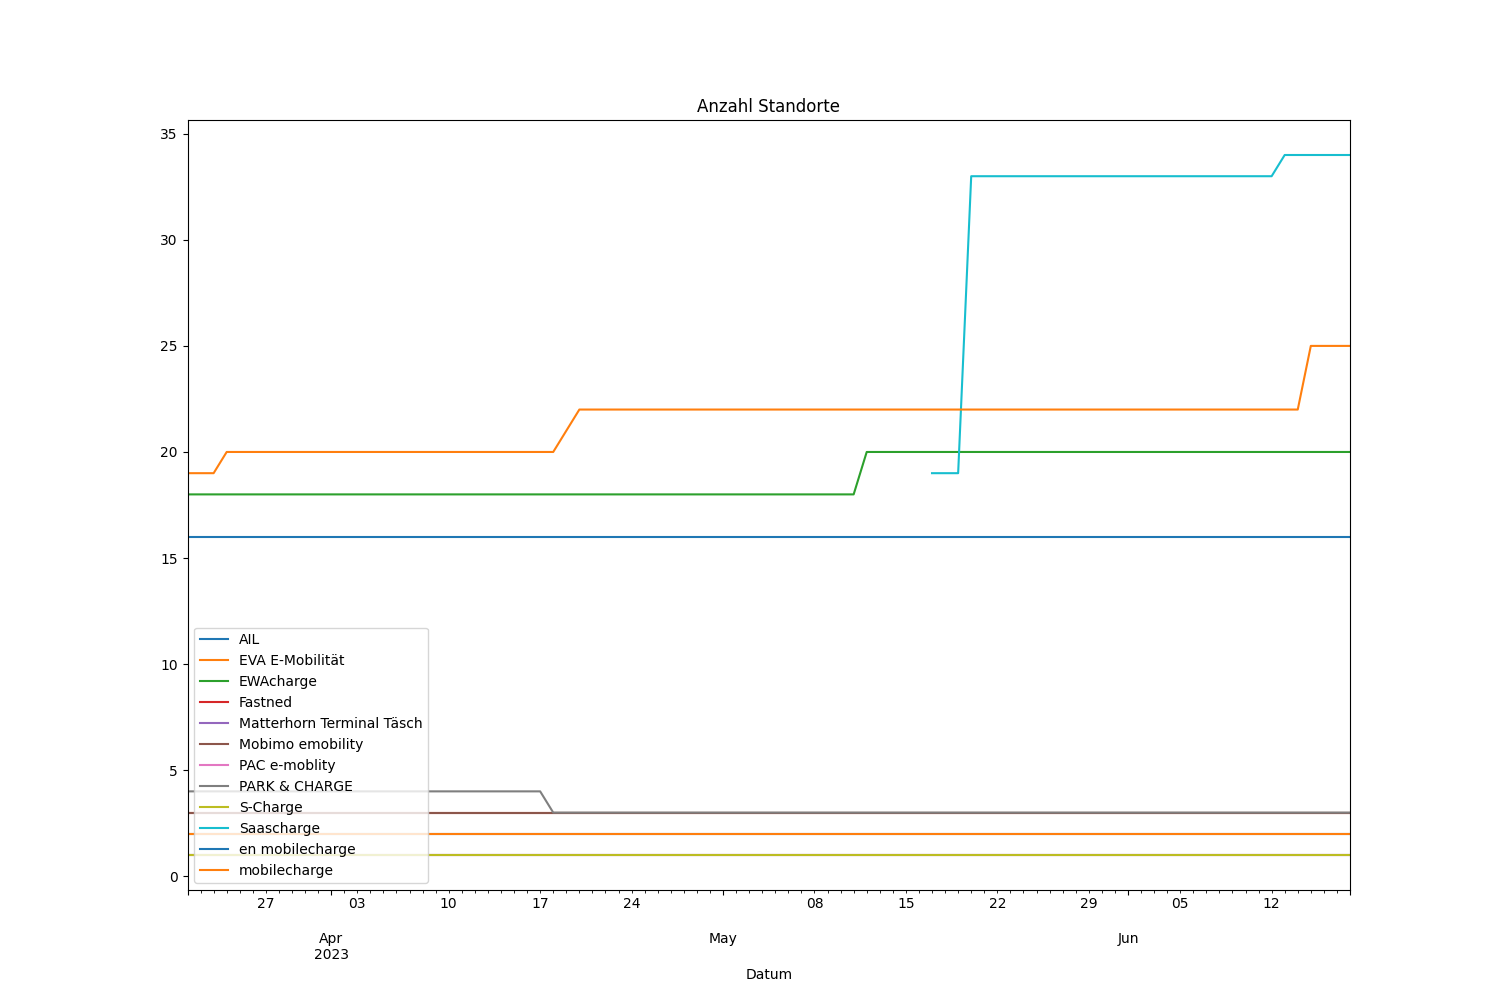 Anzahl Standorte
35
30
25
20
15
10
5
0
AIL
EVA E-Mobilität
EWAcharge
Fastned
Matterhorn Terminal Täsch
Mobimo emobility
PAC e-moblity
PARK & CHARGE
S-Charge
Saascharge
en mobilecharge
mobilecharge
27 03 10 17 24 08 15 22 29 05 12
Apr May Jun
2023
Datum